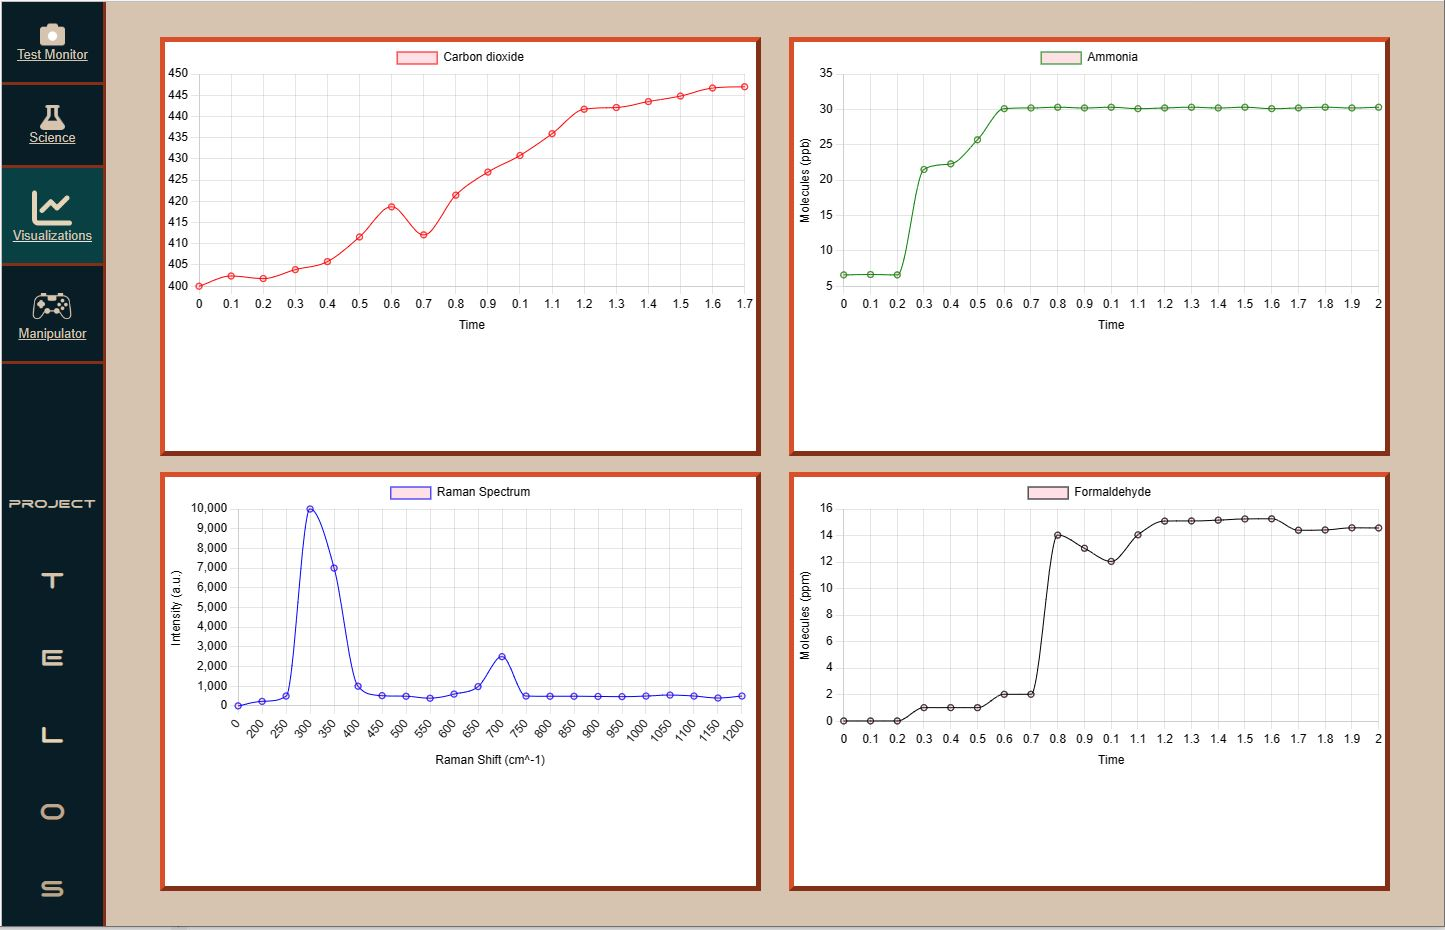 Test Monitor
Science
Visualizations
Manipulator
PROJECT
T
E
L
O
S
Carbon dioxide
450
445
440
435
430
425
420
415
410
405
400
0 0.1 0.2 0.3 0.4 0.5 0.6 0.7 0.8 0.9 0.1 1.1 1.2 1.3 1.4 1.5 1.6 1.7
Time
Ammonia
Molecules (ppb)
35
30
25
20
15
10
5
0 0.1 0.2 0.3 0.4 0.5 0.6 0.7 0.8 0.9 0.1 1.1 1.2 1.3 1.4 1.5 1.6 1.7 1.8 1.9 2
Time
Raman Spectrum
Intensity (a.u.)
10,000
9,000
8,000
7,000
6,000
5,000
4,000
3,000
2,000
1,000
0
0 200 250 300 350 400 450 500 550 600 650 700 750 800 850 900 950 1000 1050 1100 1150 1200
Raman Shift (cm^-1)
Formaldehyde
Molecules (ppm)
16
14
12
10
8
6
4
2
0
0 0.1 0.2 0.3 0.4 0.5 0.6 0.7 0.8 0.9 0.1 1.1 1.2 1.3 1.4 1.5 1.6 1.7 1.8 1.9 2
Time